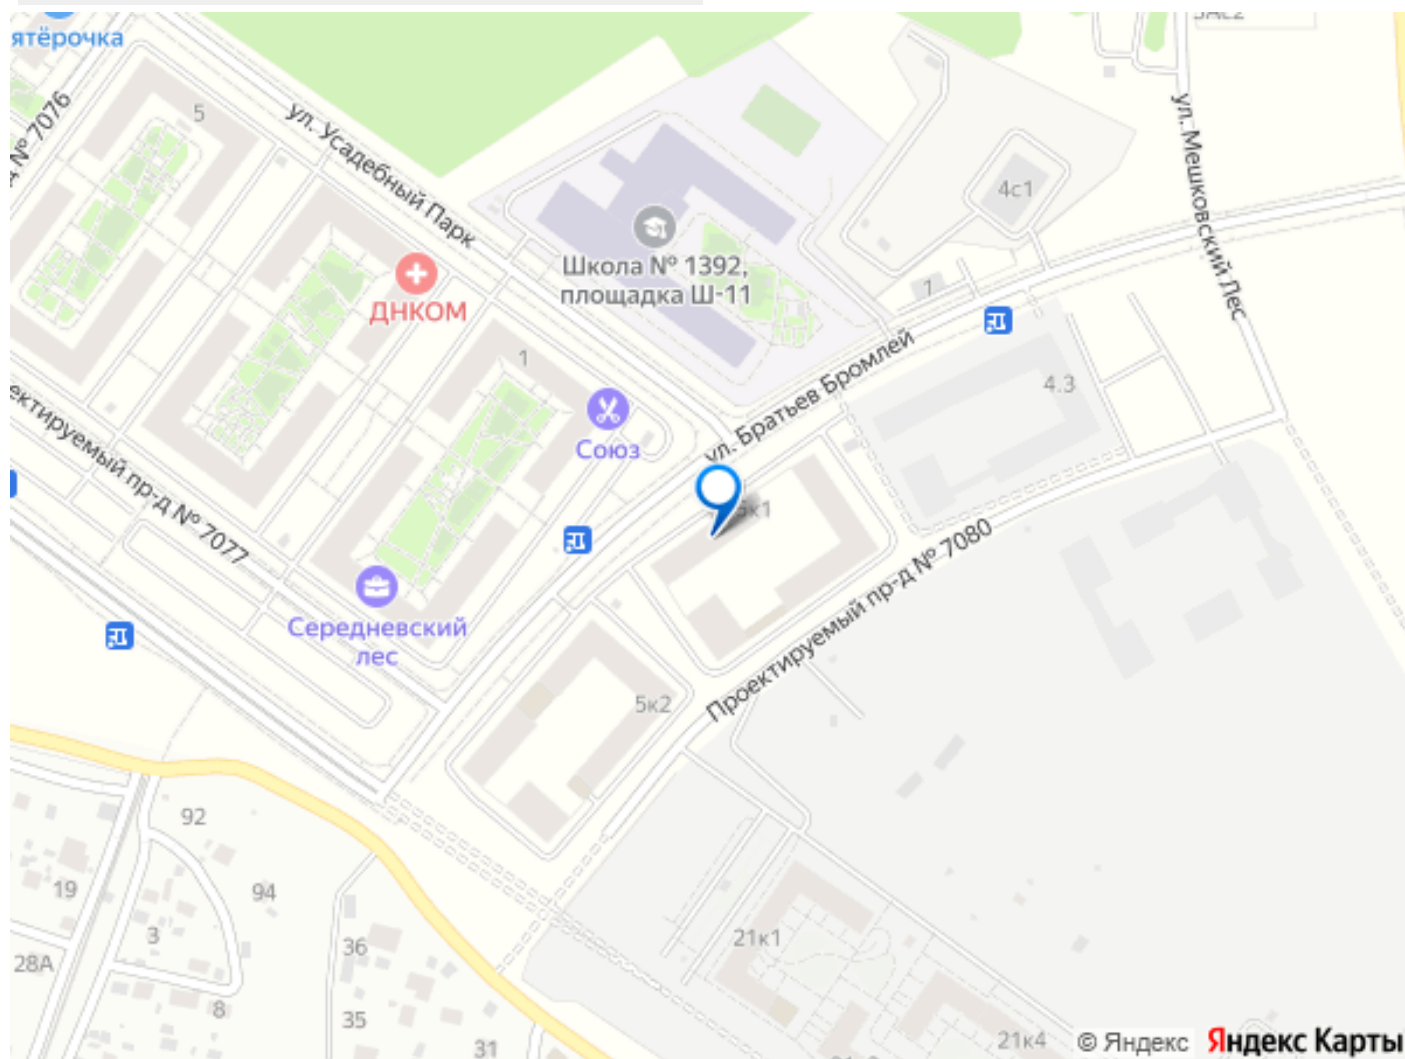 ятёрочка
5
ул. Усадебный Парк
№ 7076
ул. Мешковский Лес
4с1
Школа № 1392,
площадка Ш-11
ДНКОМ
1
1
ул. Братьев Бромлей
4.3
Союз
ектируемый пр-д № 7077
к1
Проектируемый пр-д № 7080
Середневский
лес
5к2
92
19
94
3
36
28А
8
35
31
21к1
21к4
© Яндекс
Яндекс Карты